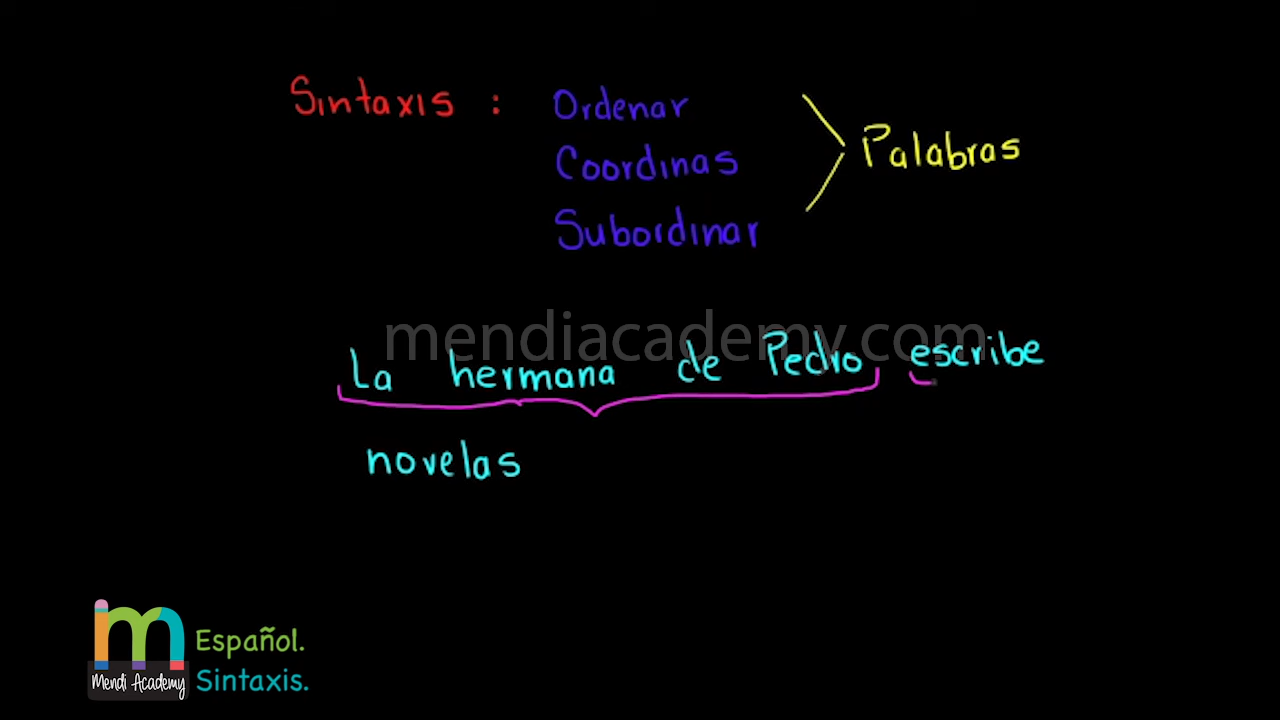 Sintaxis : Ordenar
Coordinas
Subordinar
Palabras
mendiacademy.com
La hermana de Pedro escribe
novelas
Español.
Mendi Academy Sintaxis.